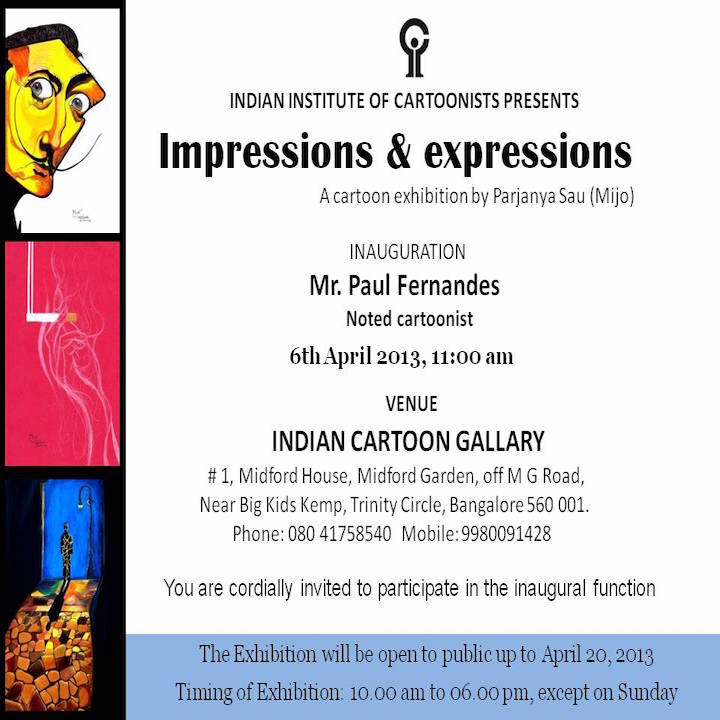 INDIAN INSTITUTE OF CARTOONISTS PRESENTS
Impressions & expressions
A cartoon exhibition by Parjanya Sau (Mijo)
INAUGURATION
Mr. Paul Fernandes
Noted cartoonist
6th April 2013, 11:00 am
VENUE
INDIAN CARTOON GALLARY
# 1, Midford House, Midford Garden, off M G Road,
Near Big Kids Kemp, Trinity Circle, Bangalore 560 001.
Phone: 080 41758540 Mobile: 9980091428
You are cordially invited to participate in the inaugural function
The Exhibition will be open to public up to April 20, 2013
Timing of Exhibition: 10.00 am to 06.00 pm, except on Sunday